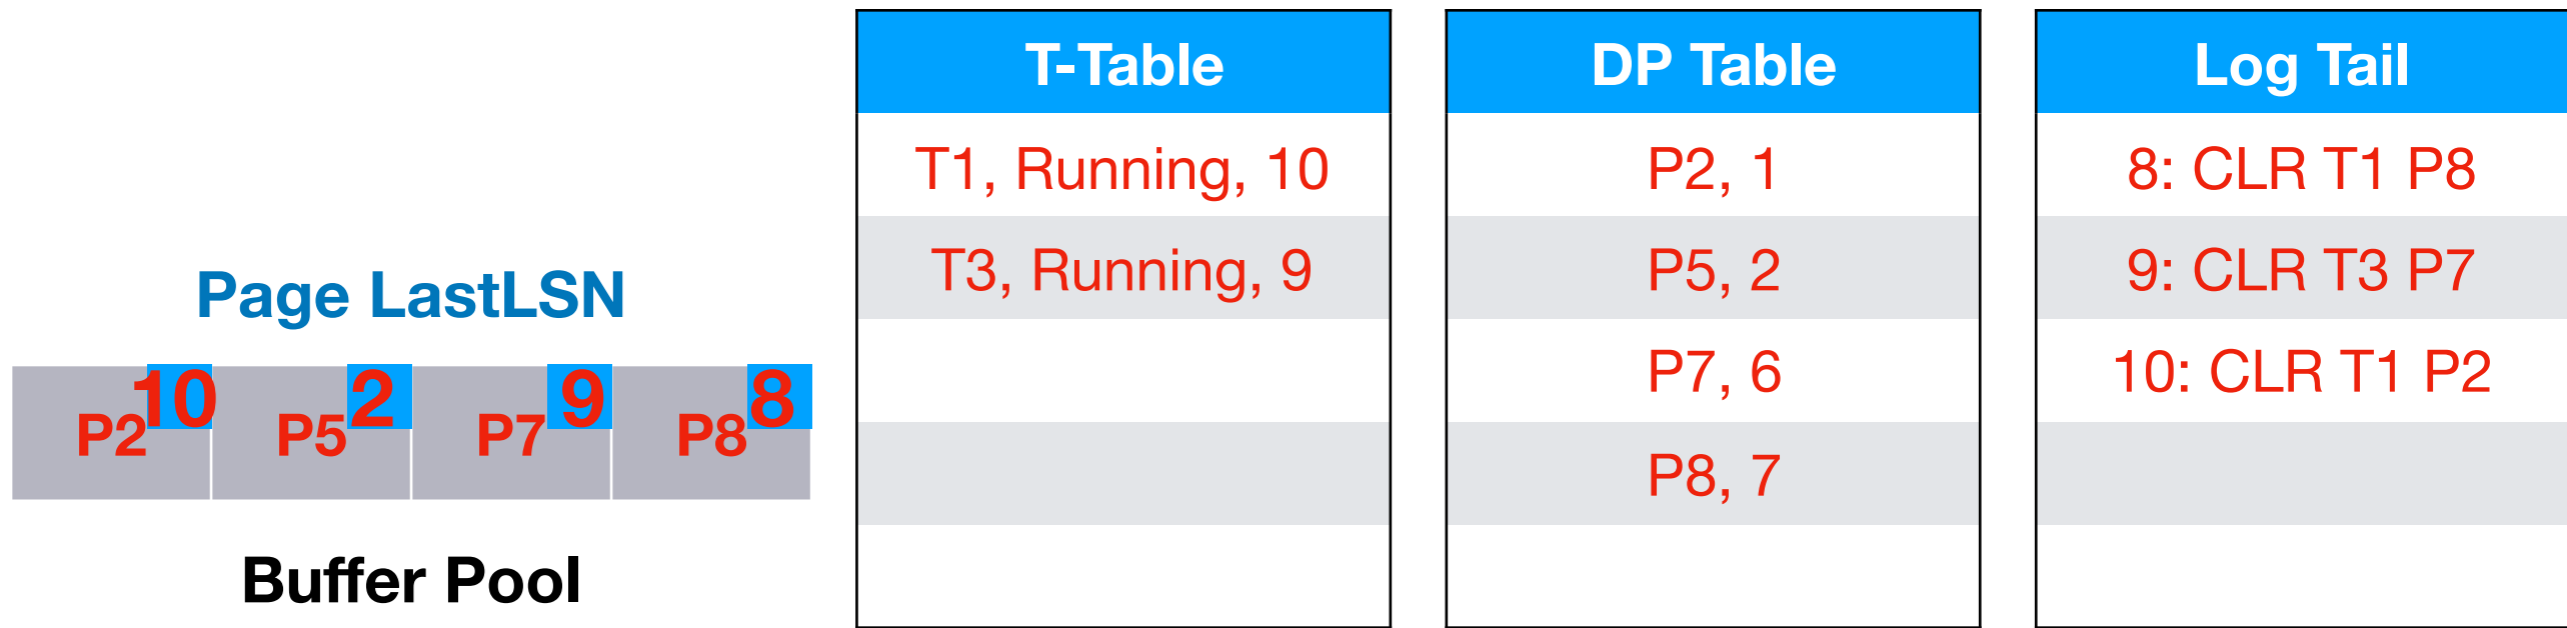 Page LastLSN
P2 10 P5 2 P7 9 P8 8
Buffer Pool
T-Table
T1, Running, 10
T3, Running, 9
DP Table
P2, 1
P5, 2
P7, 6
P8, 7
Log Tail
8: CLR T1 P8
9: CLR T3 P7
10: CLR T1 P2